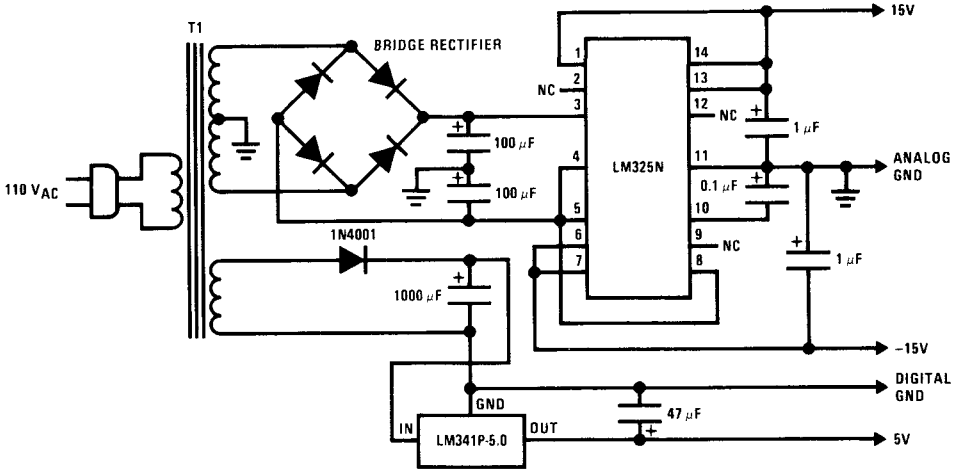 T1
15V
BRIDGE RECTIFIER
1
14
2
13
NC
3
12
NC
+
1 µF
+
100 µF
4
LM325N
11
ANALOG
GND
110 VAC
+
100 µF
+
0.1 µF
5
10
1N4001
6
9
NC
7
8
+
1 µF
+
1000 µF
–15V
DIGITAL
GND
GND
47 µF
IN
LM341P-5.0
OUT
+
5V